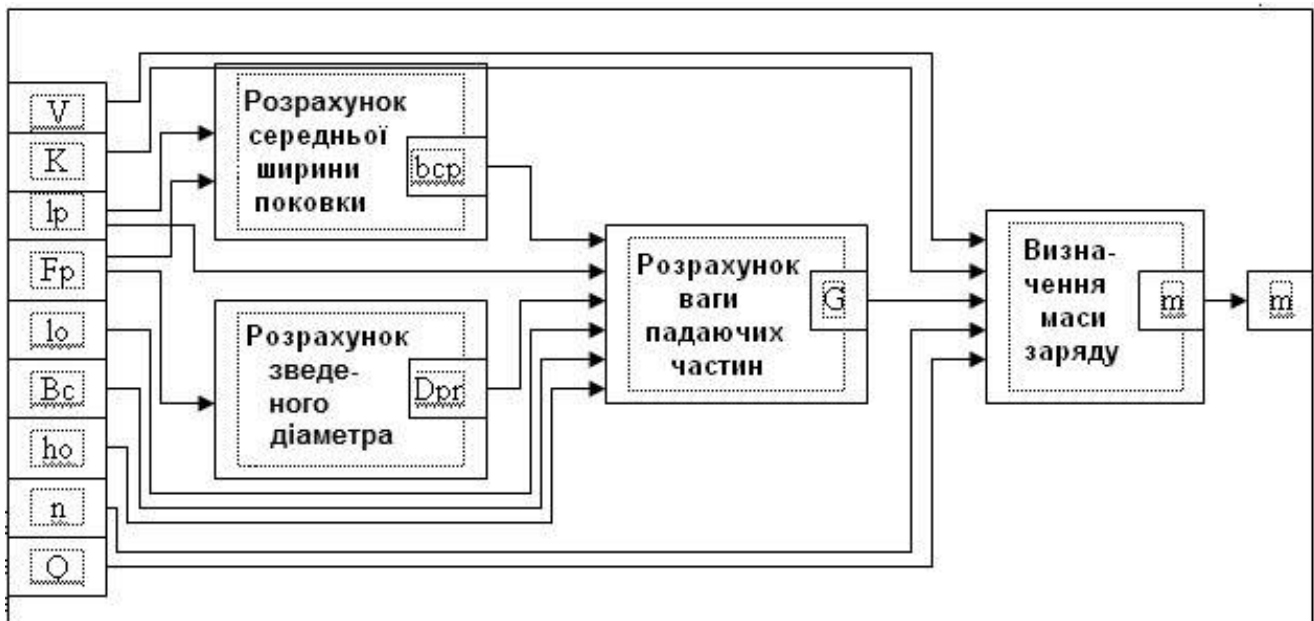 V
K
lp
Fp
lo
Bc
ho
n
Q
Розрахунок
середньої
ширини
поковки
bcp
Розрахунок
зведе-
ного
діаметра
Dpr
Розрахунок
ваги
падаючих
частин
G
Визна-
чення
маси
заряду
m
m